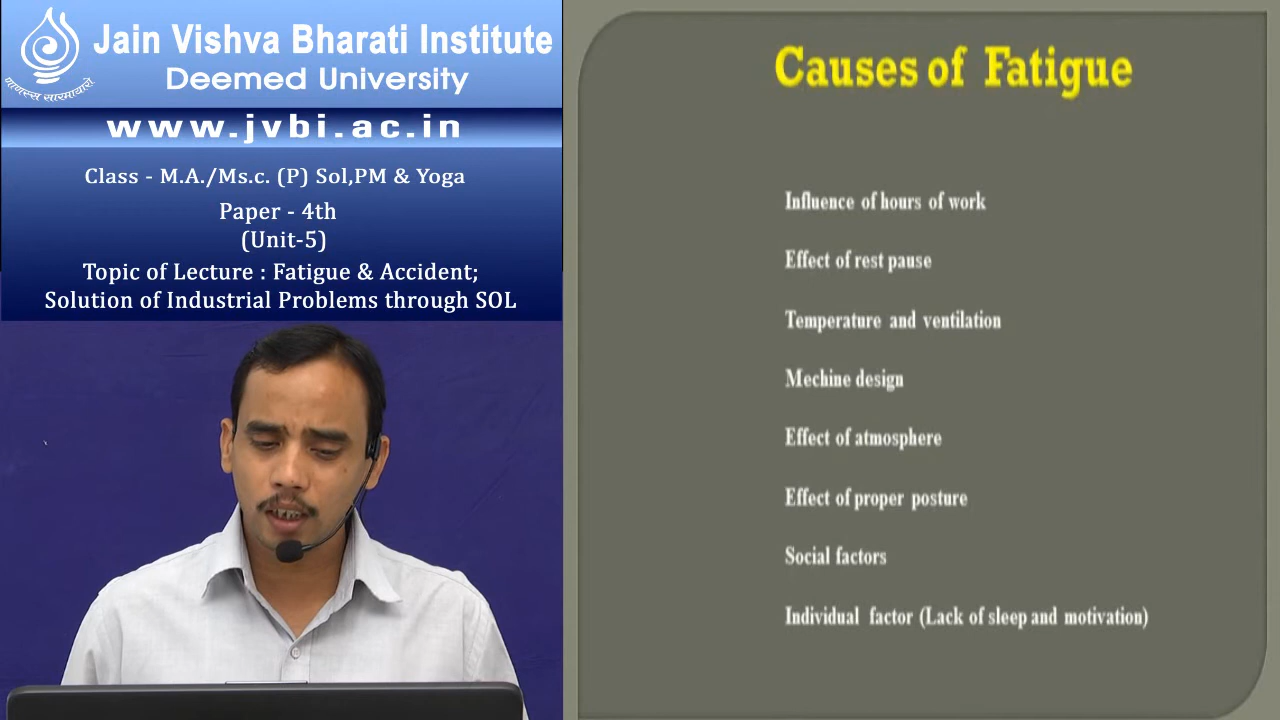 Jain Vishva Bharati Institute
Deemed University
णाणस्स सारमायारो
www.jvbi.ac.in
Class - M.A./Ms.c. (P) Sol,PM & Yoga
Paper - 4th
(Unit-5)
Topic of Lecture : Fatigue & Accident;
Solution of Industrial Problems through SOL
Causes of Fatigue
Influence of hours of work
Effect of rest pause
Temperature and ventilation
Mechine design
Effect of atmosphere
Effect of proper posture
Social factors
Individual factor (Lack of sleep and motivation)